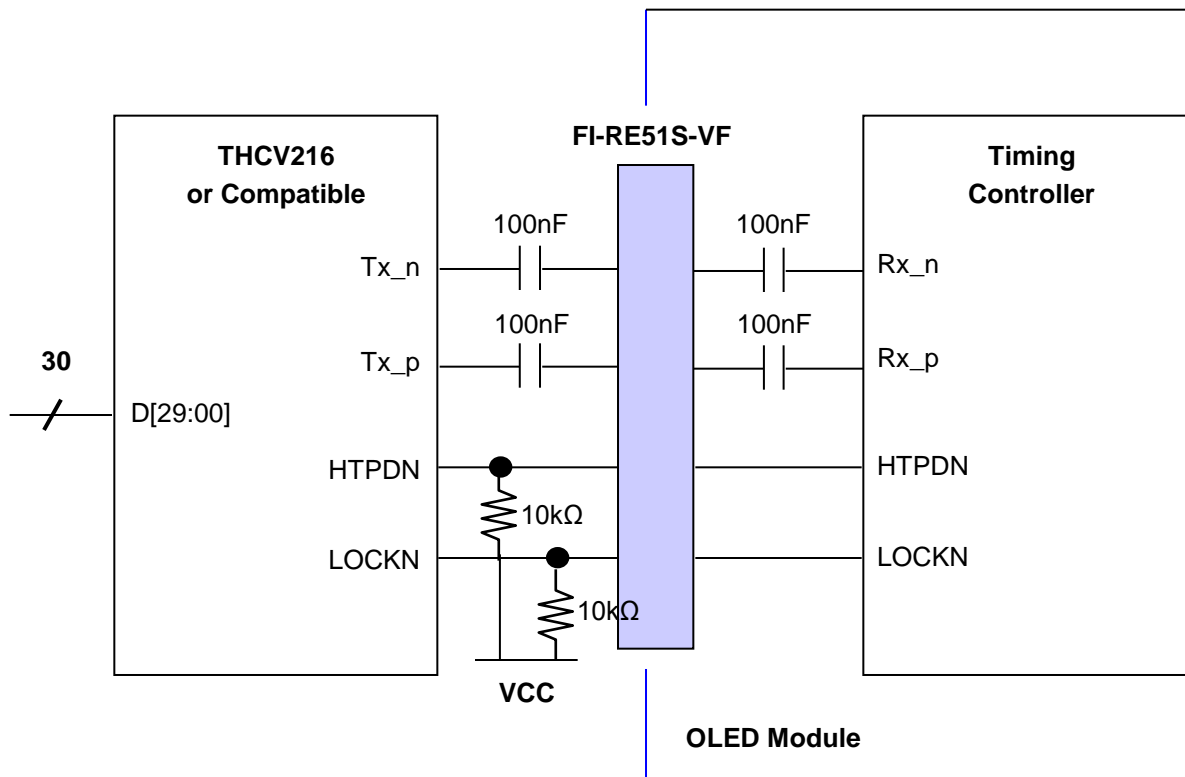 FI-RE51S-VF
THCV216
or Compatible
Timing
Controller
100nF
100nF
Tx_n
Rx_n
100nF
100nF
30
Tx_p
Rx_p
D[29:00]
HTPDN
HTPDN
10kΩ
LOCKN
LOCKN
10kΩ
VCC
OLED Module